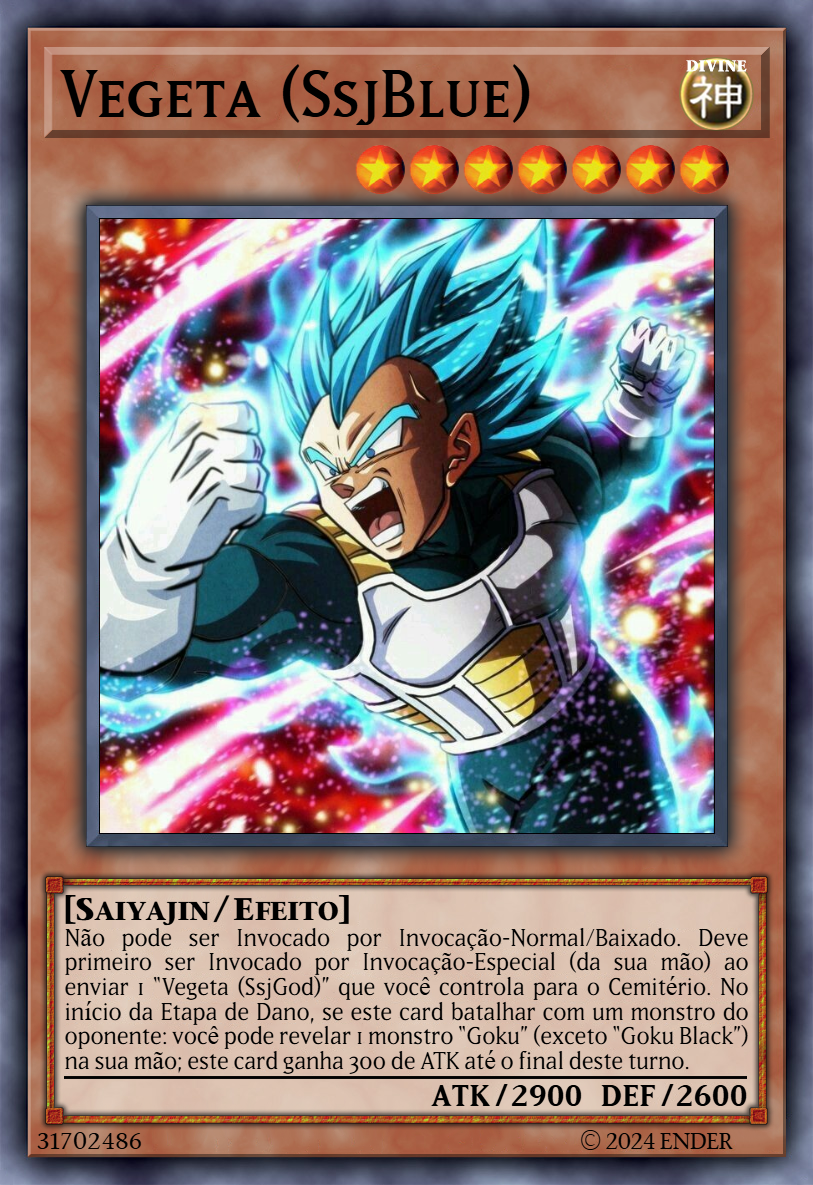 Vegeta (SsjBlue)
DIVINE
神
[Saiyajin/Efeito]
Não pode ser Invocado por Invocação-Normal/Baixado. Deve
primeiro ser Invocado por Invocação-Especial (da sua mão) ao
enviar 1 "Vegeta (SsjGod)" que você controla para o Cemitério. No
início da Etapa de Dano, se este card batalhar com um monstro do
oponente: você pode revelar 1 monstro "Goku" (exceto "Goku Black")
na sua mão; este card ganha 300 de ATK até o final deste turno.
ATK/2900 DEF/2600
31702486
© 2024 ENDER